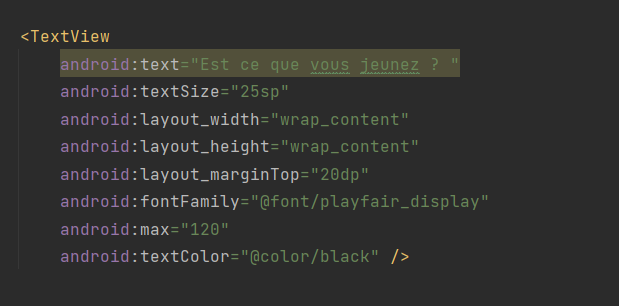 <TextView
android:text="Est ce que vous jeunez ? "
android:textSize="25sp"
android:layout_width="wrap_content"
android:layout_height="wrap_content"
android:layout_marginTop="20dp"
android:fontFamily="@font/playfair_display"
android:max="120"
android:textColor="@color/black" />